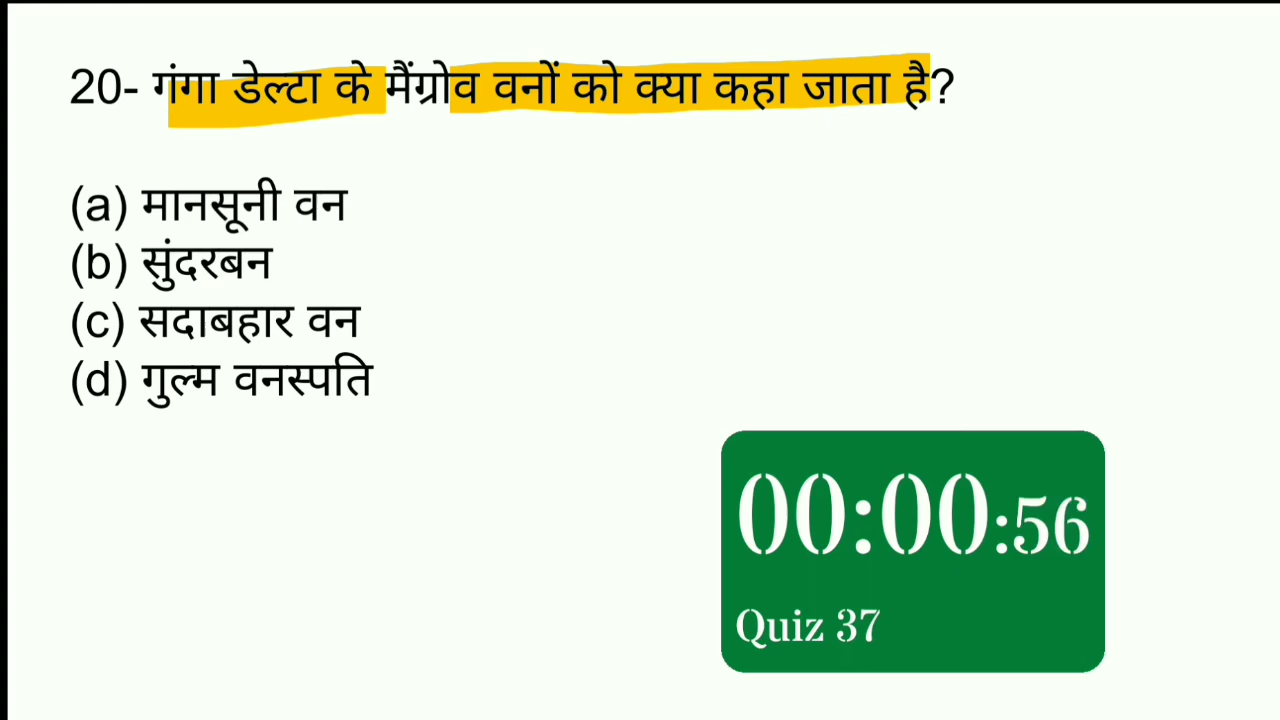 20- गंगा डेल्टा के मैंग्रोव वनों को क्या कहा जाता है?
(a) मानसूनी वन
(b) सुंदरबन
(c) सदाबहार वन
(d) गुल्म वनस्पति
00:00:56
Quiz 37